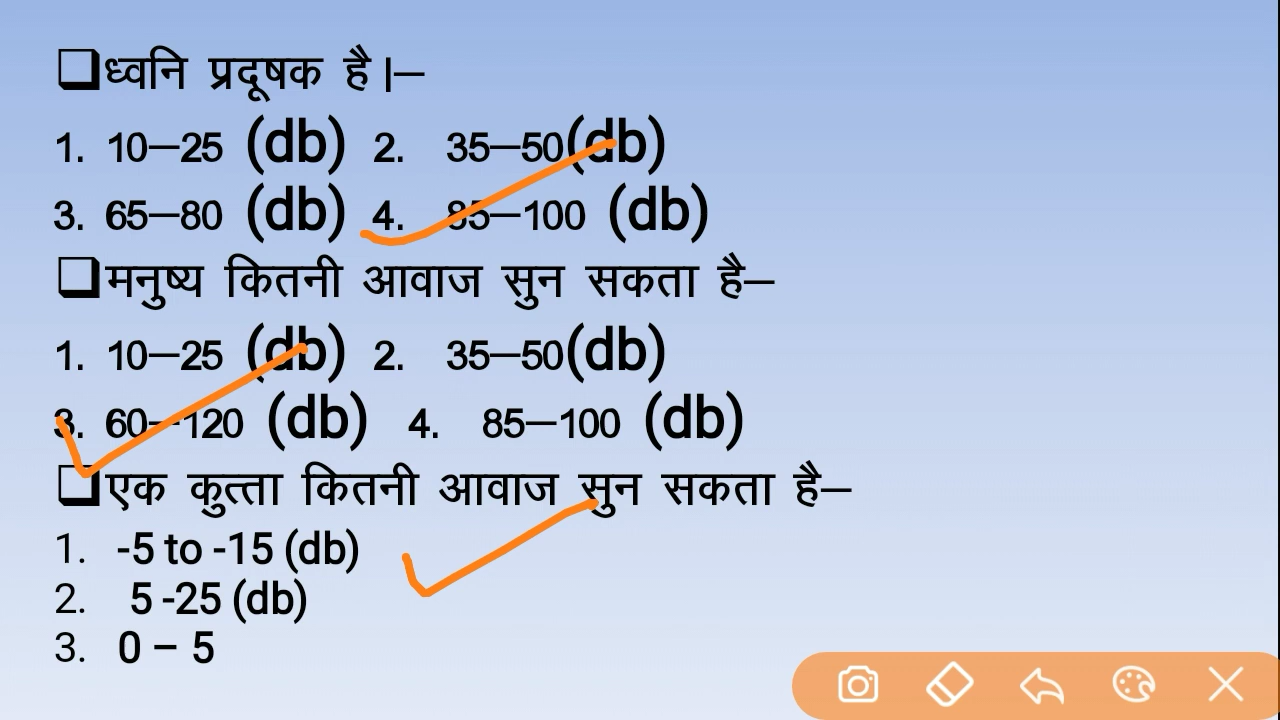 ❑ध्वनि प्रदूषक है |–
1. 10–25 (db) 2. 35–50(db)
3. 65–80 (db) 4. 85–100 (db)
❑मनुष्य कितनी आवाज सुन सकता है–
1. 10–25 (db) 2. 35–50(db)
3. 60–120 (db) 4. 85–100 (db)
❑एक कुत्ता कितनी आवाज सुन सकता है–
1. -5 to -15 (db)
2. 5 -25 (db)
3. 0 – 5